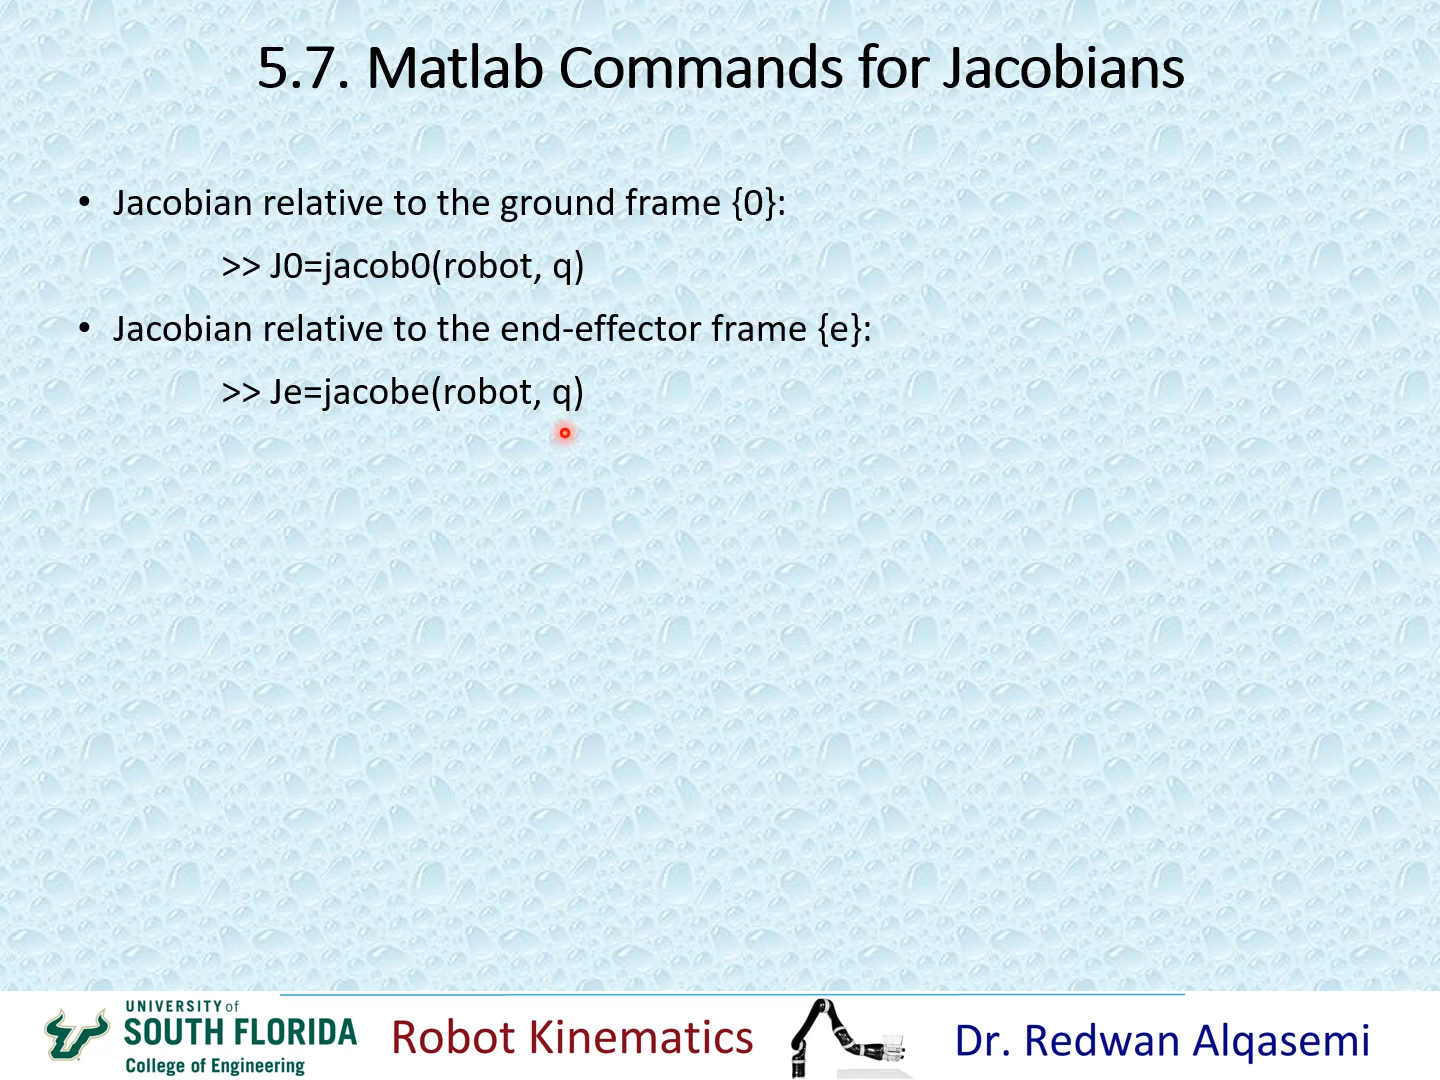 5.7. Matlab Commands for Jacobians
• Jacobian relative to the ground frame {0}:
>> J0=jacob0(robot, q)
• Jacobian relative to the end-effector frame {e}:
>> Je=jacobe(robot, q)
UNIVERSITY of
SOUTH FLORIDA
College of Engineering
Robot Kinematics
Dr. Redwan Alqasemi